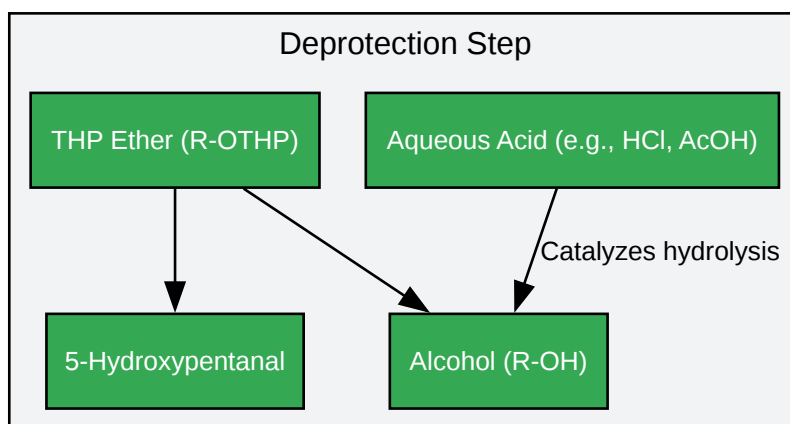 Deprotection Step
THP Ether (R-OTHP)
Aqueous Acid (e.g., HCl, AcOH)
Catalyzes hydrolysis
5-Hydroxypentanal
Alcohol (R-OH)